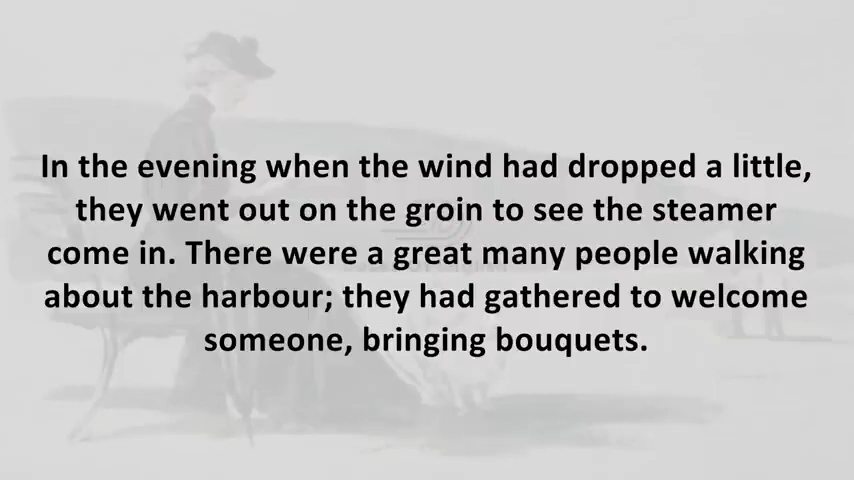 In the evening when the wind had dropped a little,
they went out on the groin to see the steamer
come in. There were a great many people walking
about the harbour; they had gathered to welcome
someone, bringing bouquets.